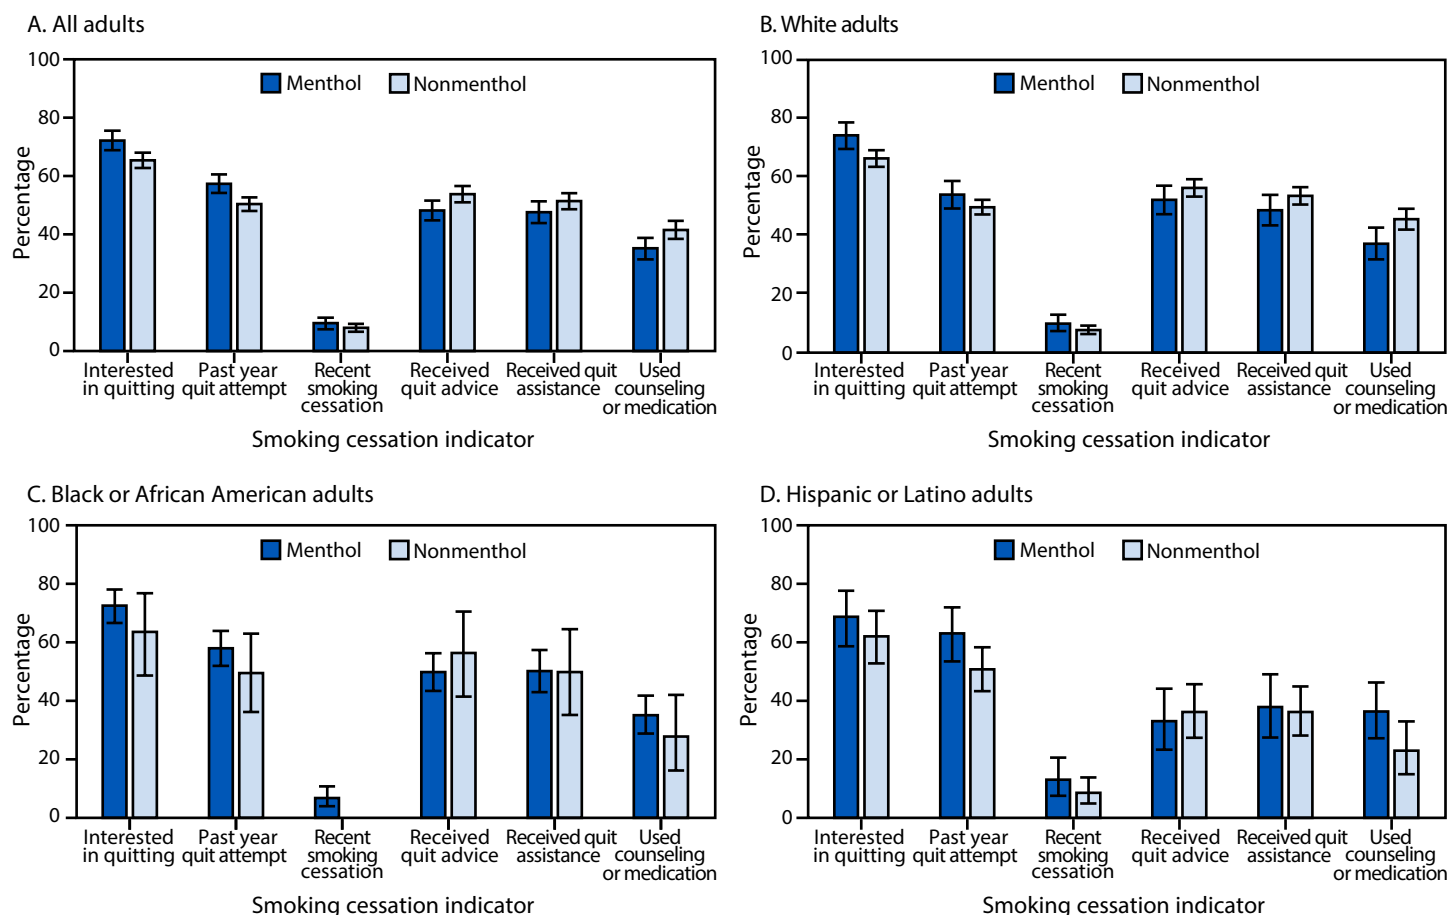 A. All adults
100
80
60
40
20
0
Percentage
Menthol Nonmenthol
Interested in quitting
Past year quit attempt
Recent smoking cessation
Received quit advice
Received quit assistance
Used counseling or medication
Smoking cessation indicator
B. White adults
100
80
60
40
20
0
Percentage
Menthol Nonmenthol
Interested in quitting
Past year quit attempt
Recent smoking cessation
Received quit advice
Received quit assistance
Used counseling or medication
Smoking cessation indicator
C. Black or African American adults
100
80
60
40
20
0
Percentage
Menthol Nonmenthol
Interested in quitting
Past year quit attempt
Recent smoking cessation
Received quit advice
Received quit assistance
Used counseling or medication
Smoking cessation indicator
D. Hispanic or Latino adults
100
80
60
40
20
0
Percentage
Menthol Nonmenthol
Interested in quitting
Past year quit attempt
Recent smoking cessation
Received quit advice
Received quit assistance
Used counseling or medication
Smoking cessation indicator